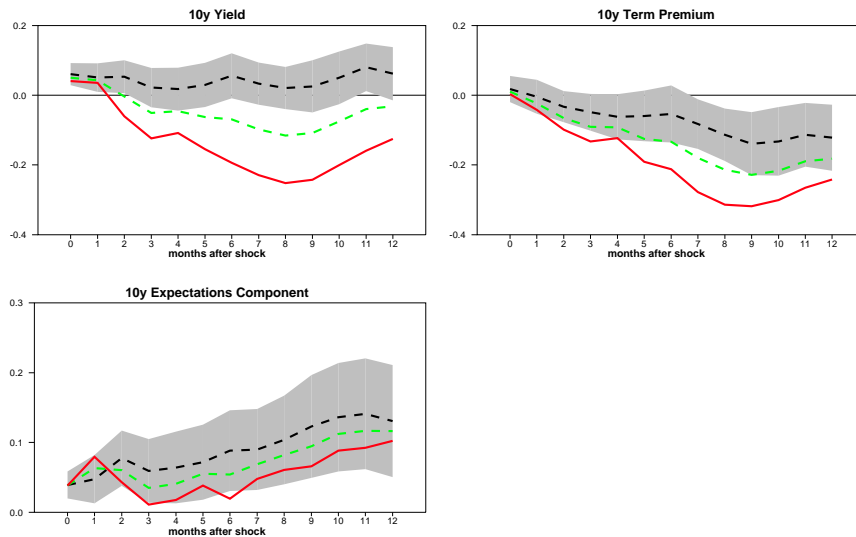 10y Yield
0.2
0.0
-0.2
-0.4
0 1 2 3 4 5 6 7 8 9 10 11 12
months after shock
10y Term Premium
0.2
0.0
-0.2
-0.4
0 1 2 3 4 5 6 7 8 9 10 11 12
months after shock
10y Expectations Component
0.3
0.2
0.1
0.0
0 1 2 3 4 5 6 7 8 9 10 11 12
months after shock